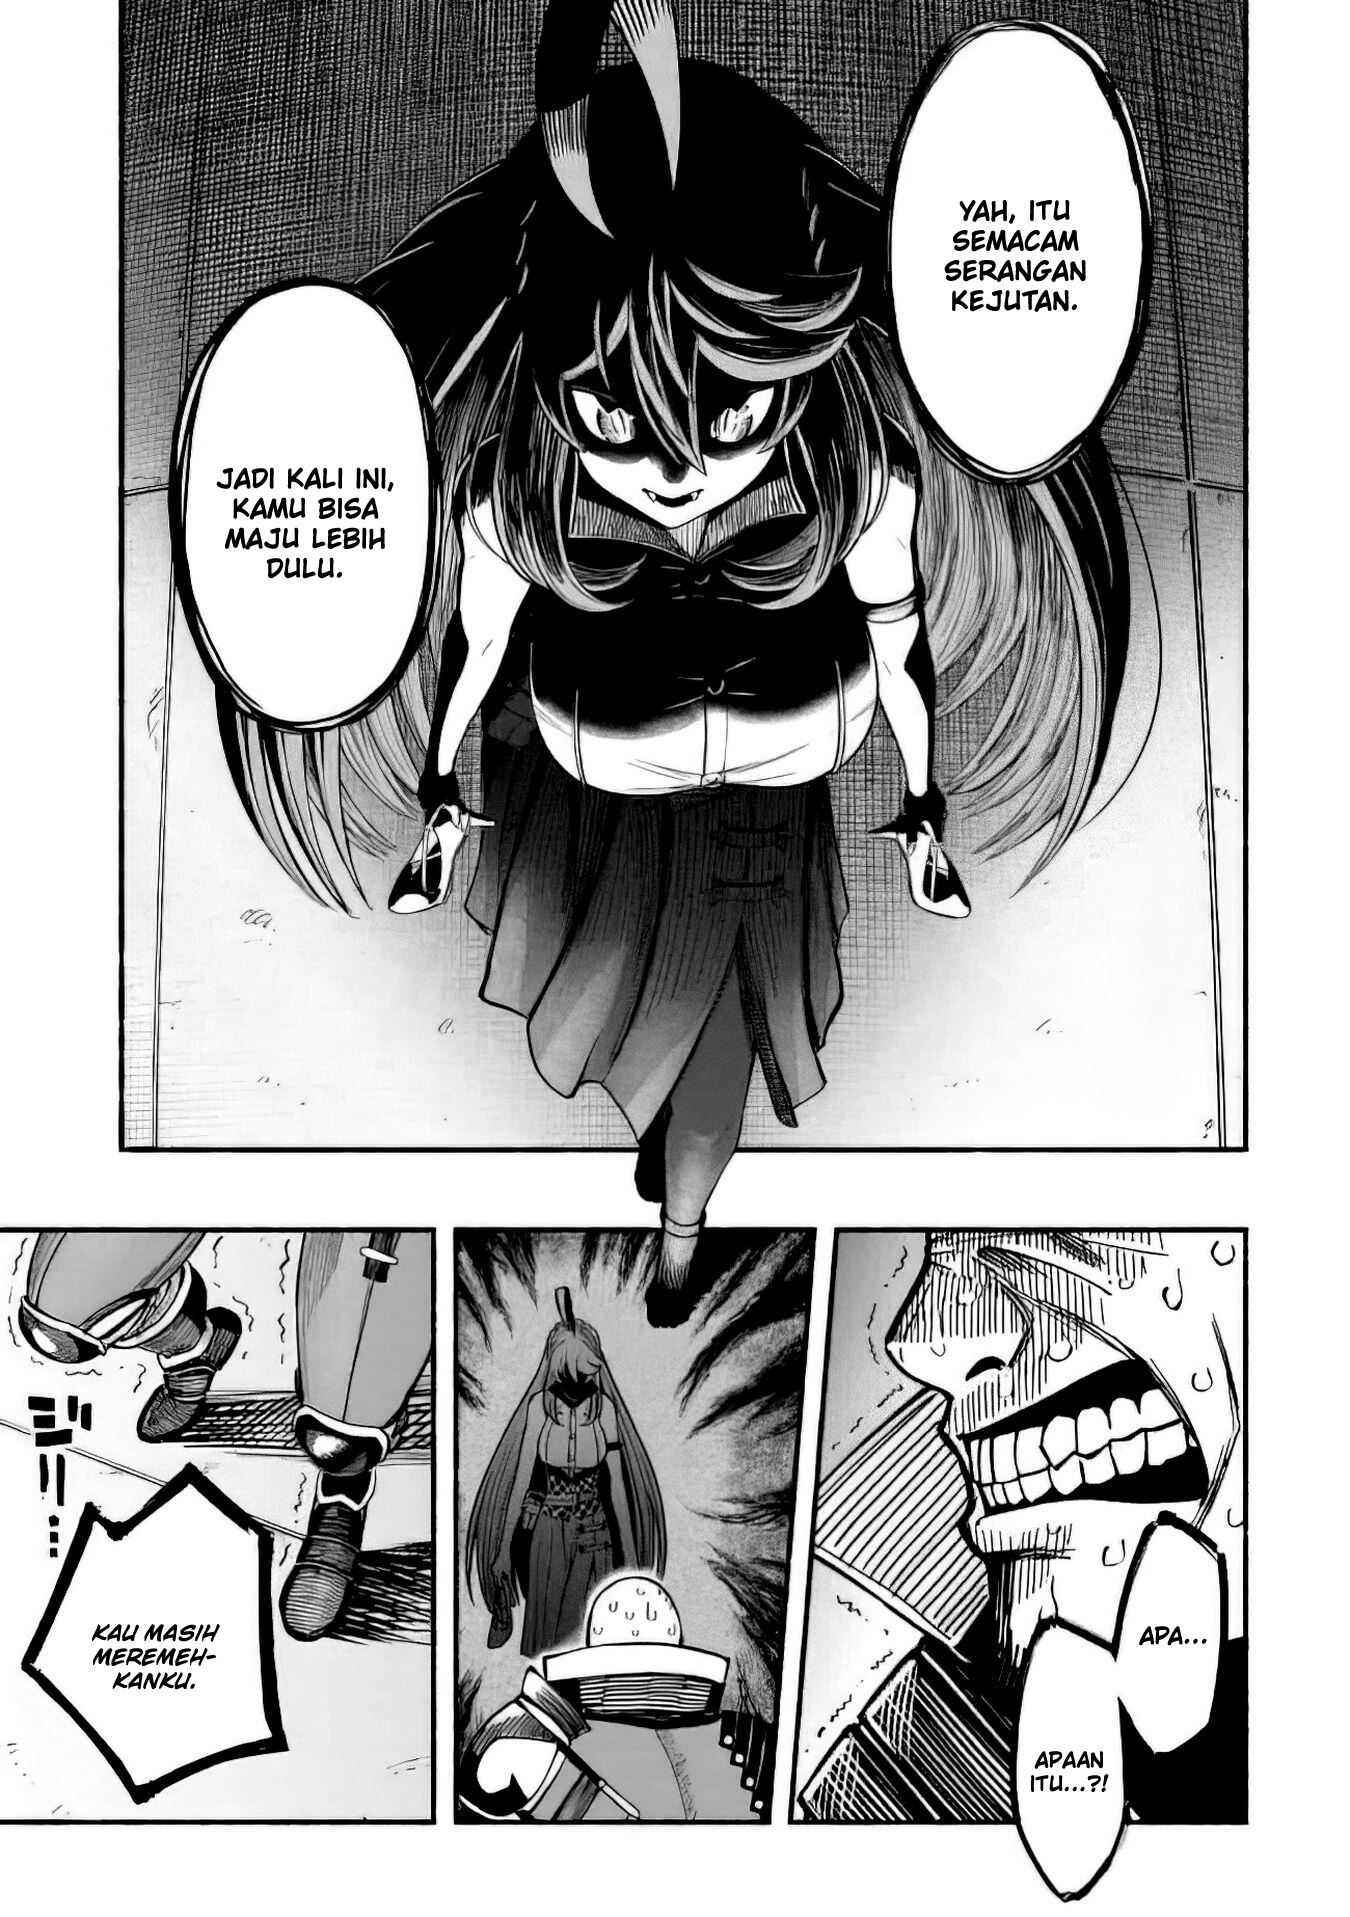 YAH, ITU
SEMACAM
SERANGAN
KEJUTAN.
JADI KALI INI,
KAMU BISA
MAJU LEBIH
DULU.
APA...
APAAN
ITU...?!
KAU MASIH
MEREMEH-
KANKU.